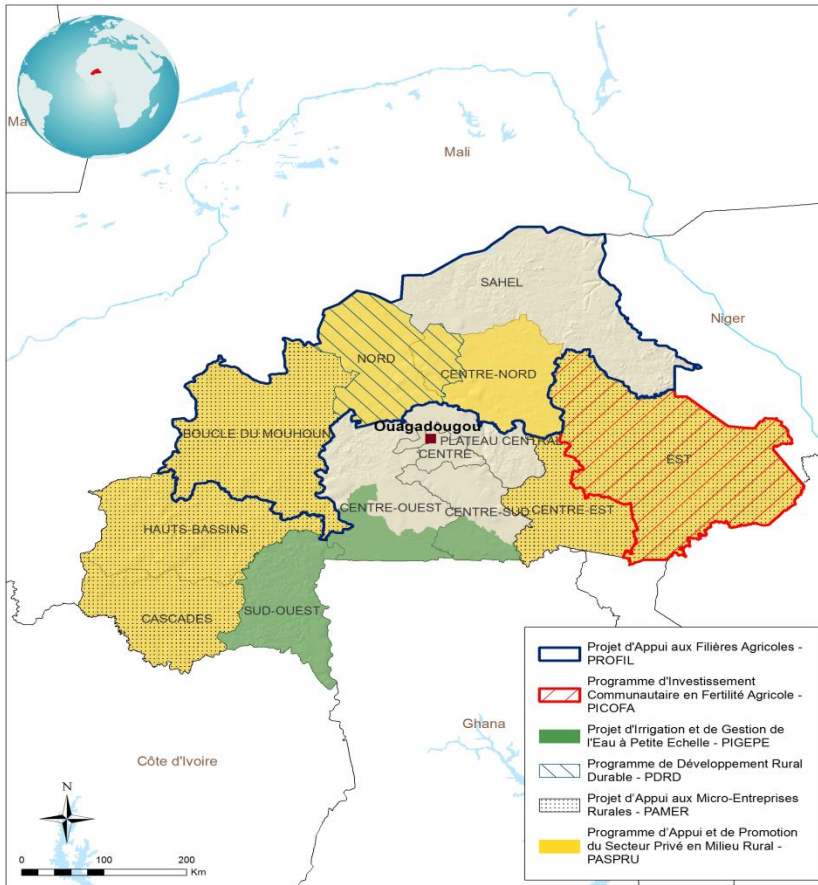 Ma
Mali
SAHEL
Niger
NORD
CENTRE-NORD
Ouagadougou
BOUCLE DU MOUHOUN
PLATEAU CENTRAL
CENTRE
EST
CENTRE-OUEST
CENTRE-SUD
CENTRE-EST
HAUTS-BASSINS
SUD-OUEST
CASCADES
Ghana
Côte d'Ivoire
N
0 100 200
Km
Projet d'Appui aux Filières Agricoles -
PROFIL
Programme d'Investissement
Communautaire en Fertilité Agricole -
PICOFA
Projet d'Irrigation et de Gestion de
l'Eau à Petite Echelle - PIGEPE
Programme de Développement Rural
Durable - PDRD
Projet d'Appui aux Micro-Entreprises
Rurales - PAMER
Programme d'Appui et de Promotion
du Secteur Privé en Milieu Rural -
PASPRU